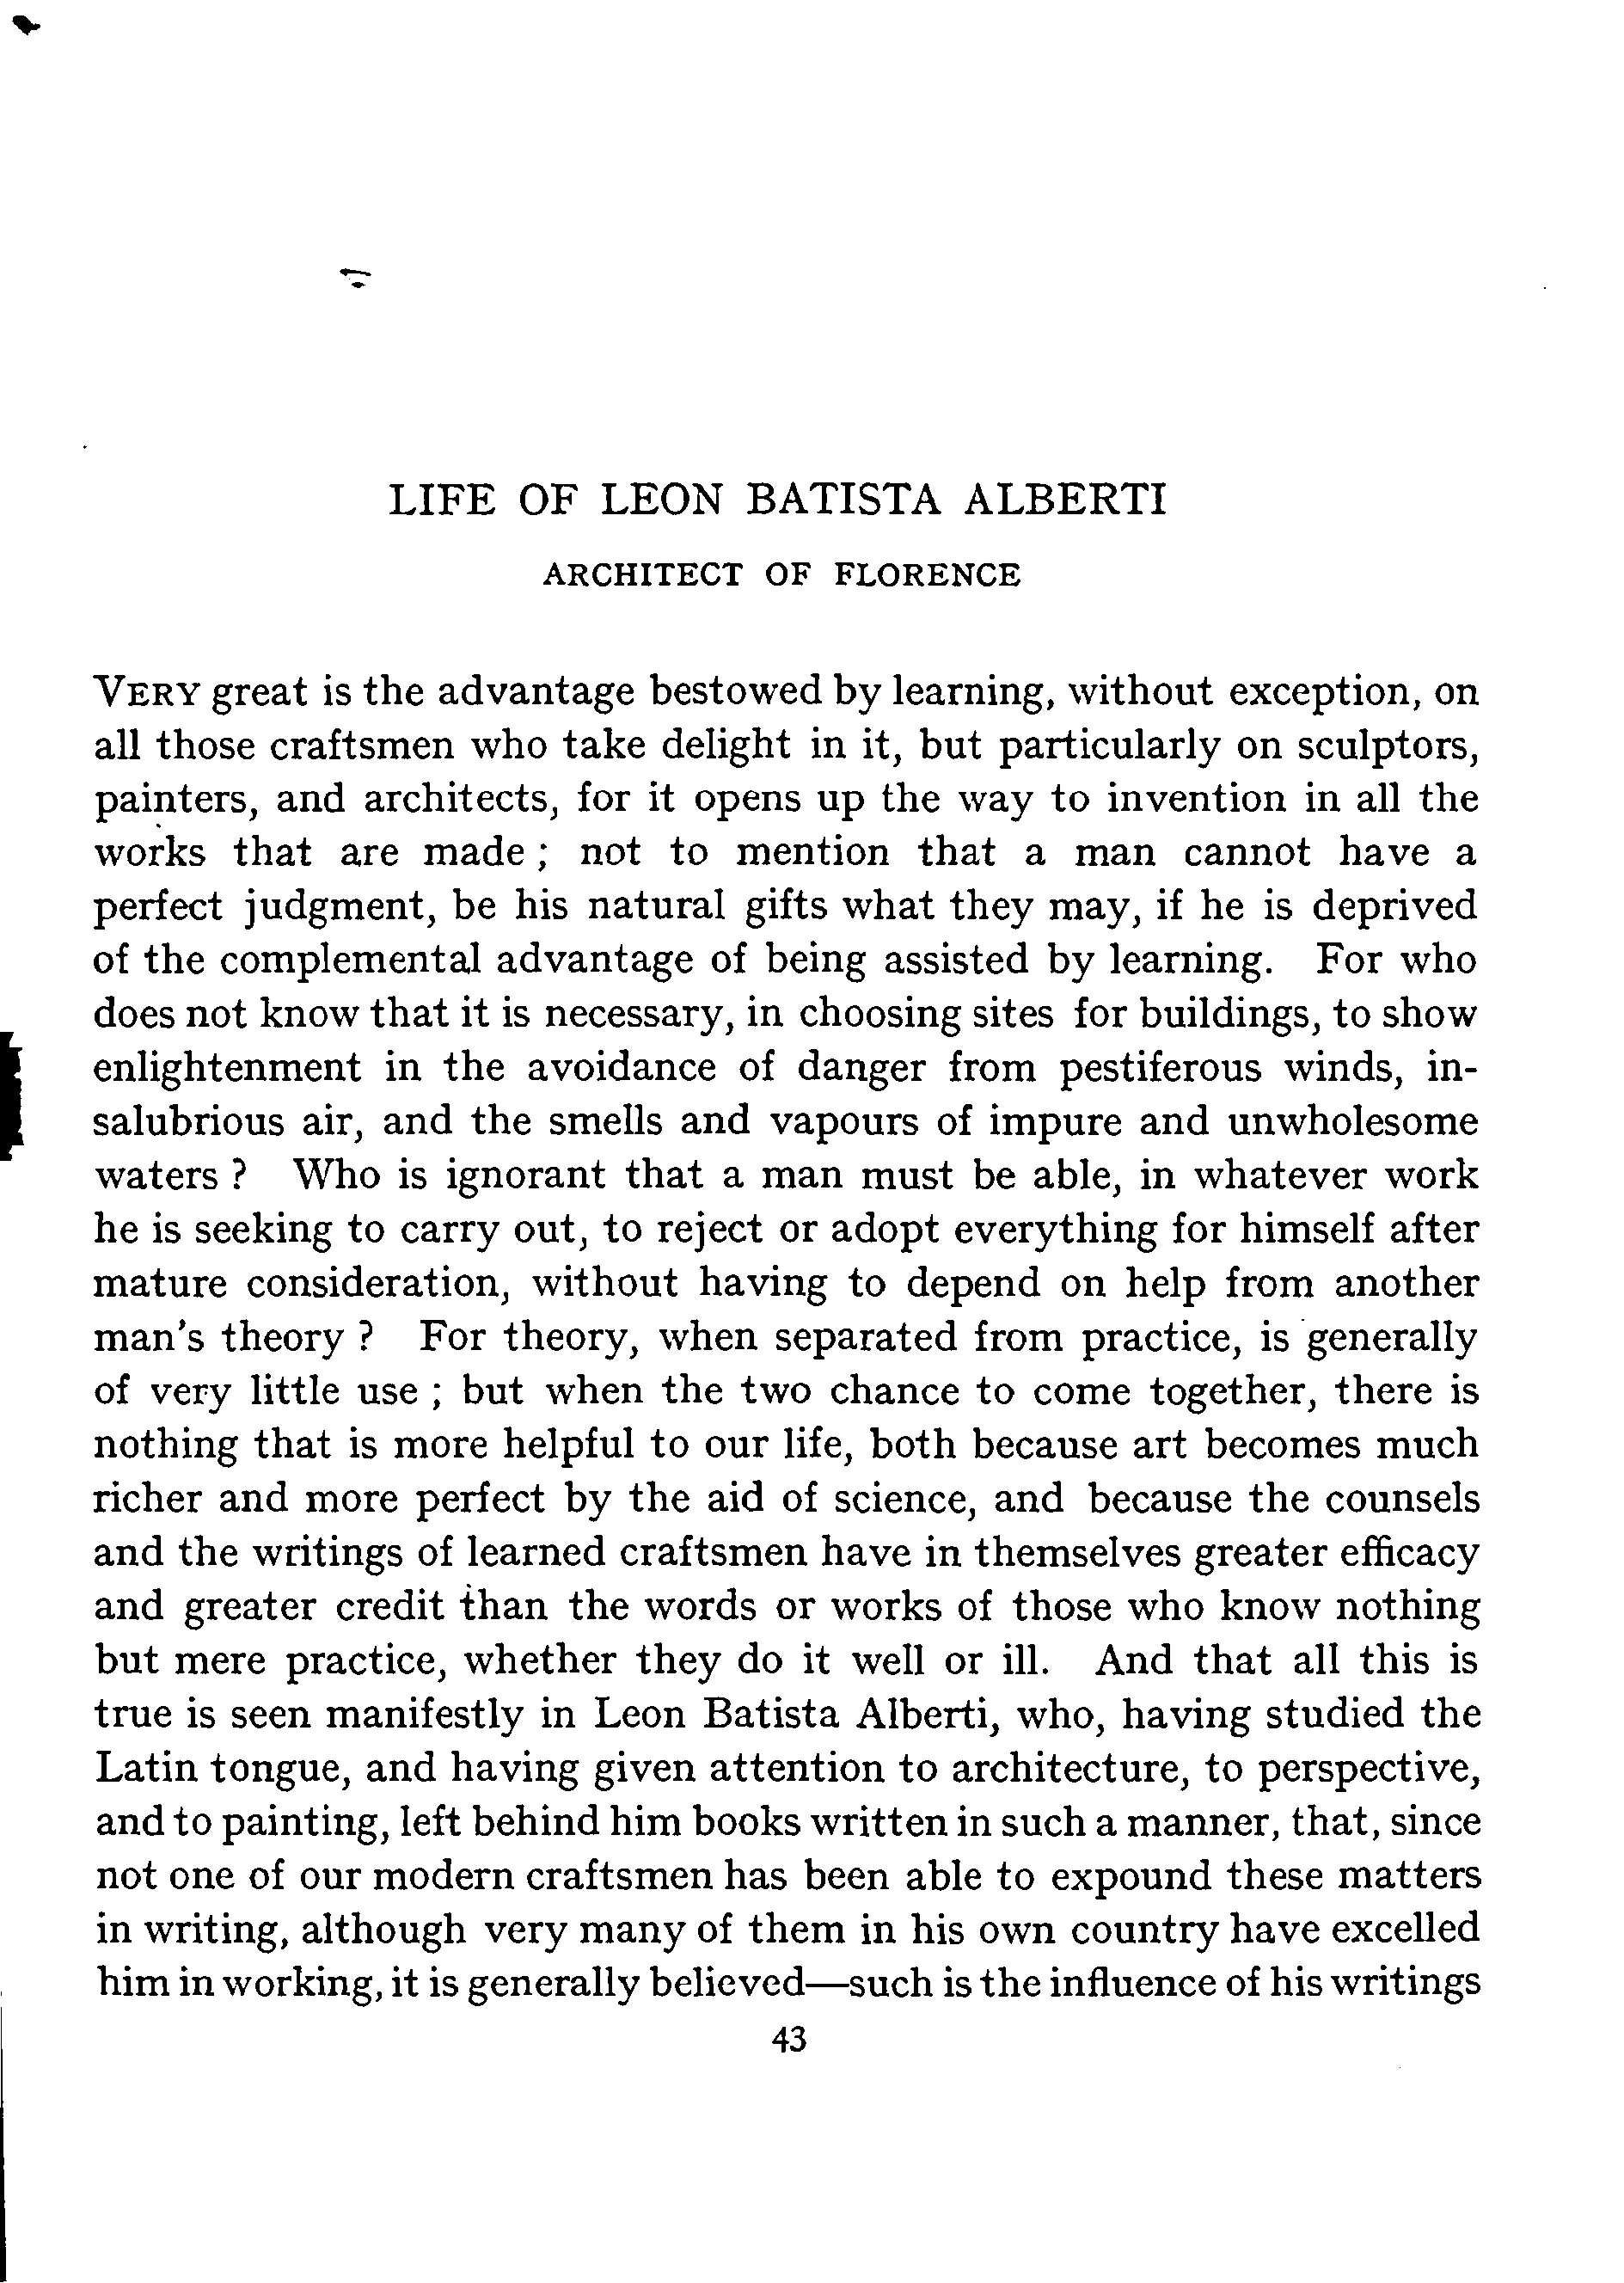 LIFE OF LEON BATISTA ALBERTI
ARCHITECT OF FLORENCE
VERY great is the advantage bestowed by learning, without exception, on
all those craftsmen who take delight in it, but particularly on sculptors,
painters, and architects, for it opens up the way to invention in all the
works that are made ; not to mention that a man cannot have a
perfect judgment, be his natural gifts what they may, if he is deprived
of the complemental advantage of being assisted by learning. For who
does not know that it is necessary, in choosing sites for buildings, to show
enlightenment in the avoidance of danger from pestiferous winds, in-
salubrious air, and the smells and vapours of impure and unwholesome
waters ? Who is ignorant that a man must be able, in whatever work
he is seeking to carry out, to reject or adopt everything for himself after
mature consideration, without having to depend on help from another
man's theory ? For theory, when separated from practice, is generally
of very little use ; but when the two chance to come together, there is
nothing that is more helpful to our life, both because art becomes much
richer and more perfect by the aid of science, and because the counsels
and the writings of learned craftsmen have in themselves greater efficacy
and greater credit than the words or works of those who know nothing
but mere practice, whether they do it well or ill. And that all this is
true is seen manifestly in Leon Batista Alberti, who, having studied the
Latin tongue, and having given attention to architecture, to perspective,
and to painting, left behind him books written in such a manner, that, since
not one of our modern craftsmen has been able to expound these matters
in writing, although very many of them in his own country have excelled
him in working, it is generally believed—such is the influence of his writings
43